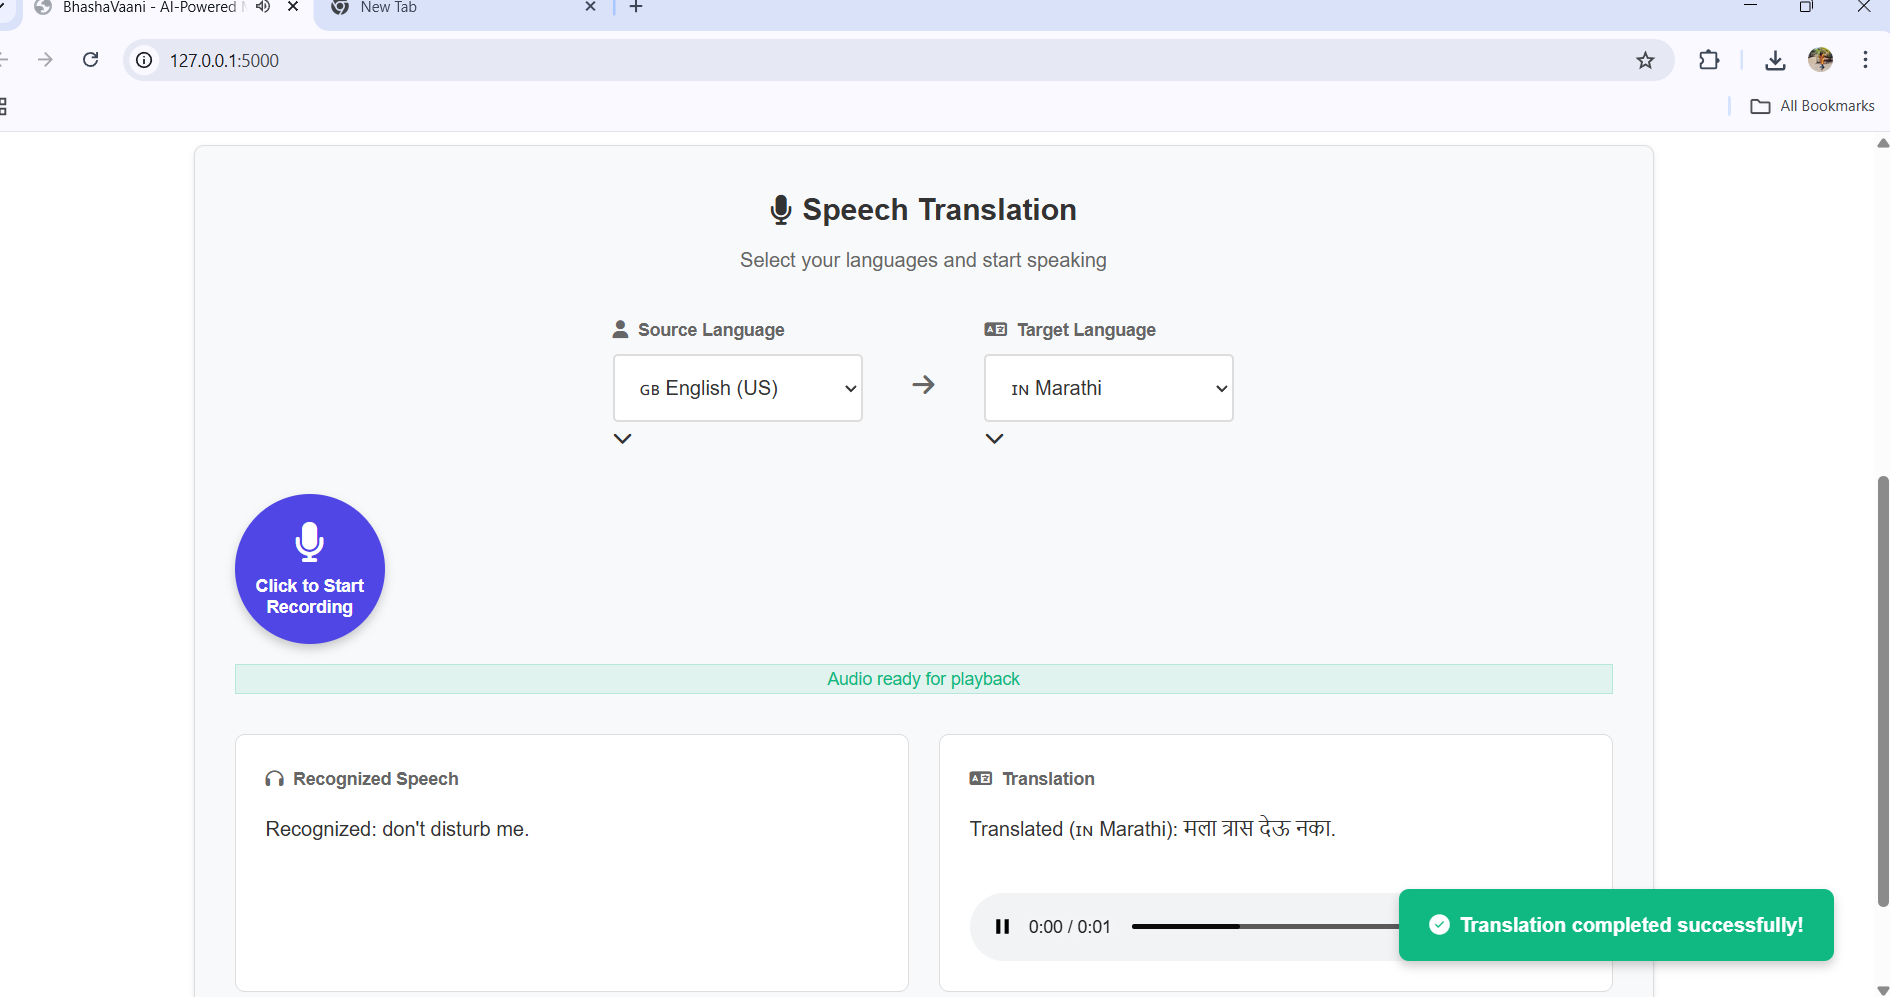 BhashaVaani - AI-Powered
New Tab
127.0.0.1:5000
All Bookmarks
Speech Translation
Select your languages and start speaking
Source Language
Target Language
GB English (US)
IN Marathi
Click to Start
Recording
Audio ready for playback
Recognized Speech
Translation
Recognized: don't disturb me.
Translated (IN Marathi): मला त्रास देऊ नका.
0:00 / 0:01
Translation completed successfully!